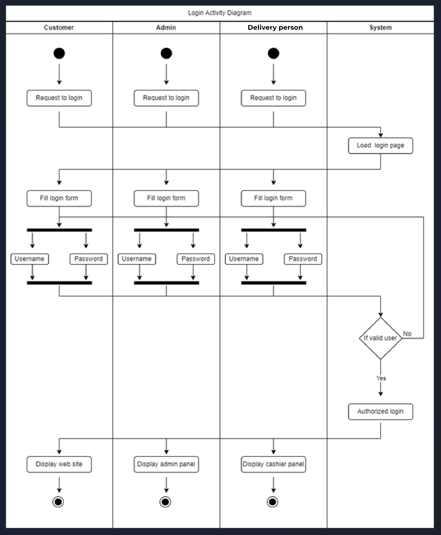 Login Activity Diagram
Customer Admin Delivery person System
Request to login Request to login Request to login
Load login page
Fill login form Fill login form Fill login form
Username Password Username Password Username Password
If valid user No
Yes
Authorized login
Display web site Display admin panel Display cashier panel